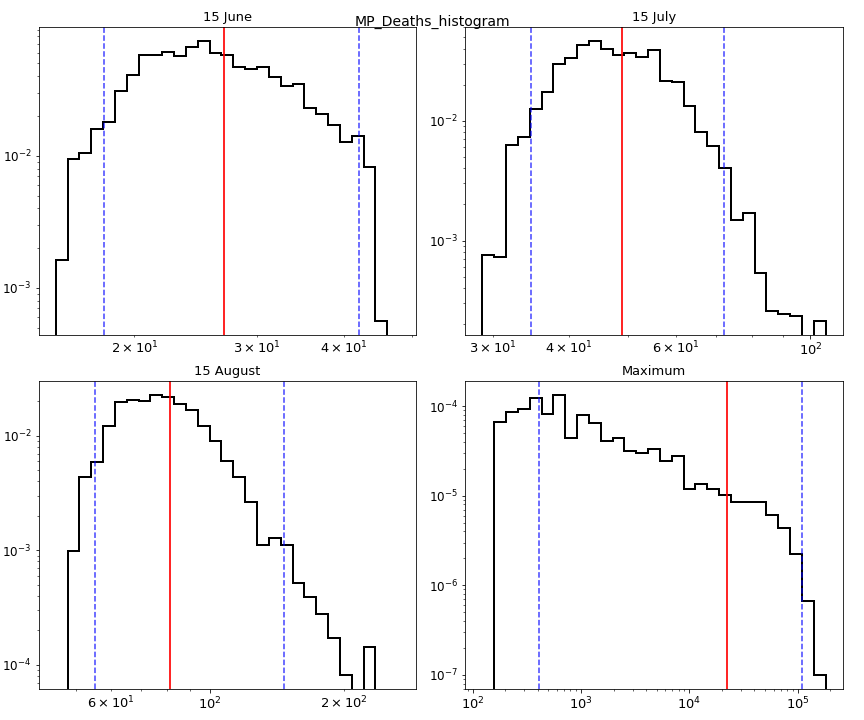 MP_Deaths_histogram
15 June
15 July
10⁻²
10⁻³
2 × 10¹
3 × 10¹
4 × 10¹
10⁻²
10⁻³
3 × 10¹
4 × 10¹
6 × 10¹
10²
15 August
Maximum
10⁻²
10⁻³
10⁻⁴
6 × 10¹
10²
2 × 10²
10⁻⁴
10⁻⁵
10⁻⁶
10⁻⁷
10²
10³
10⁴
10⁵